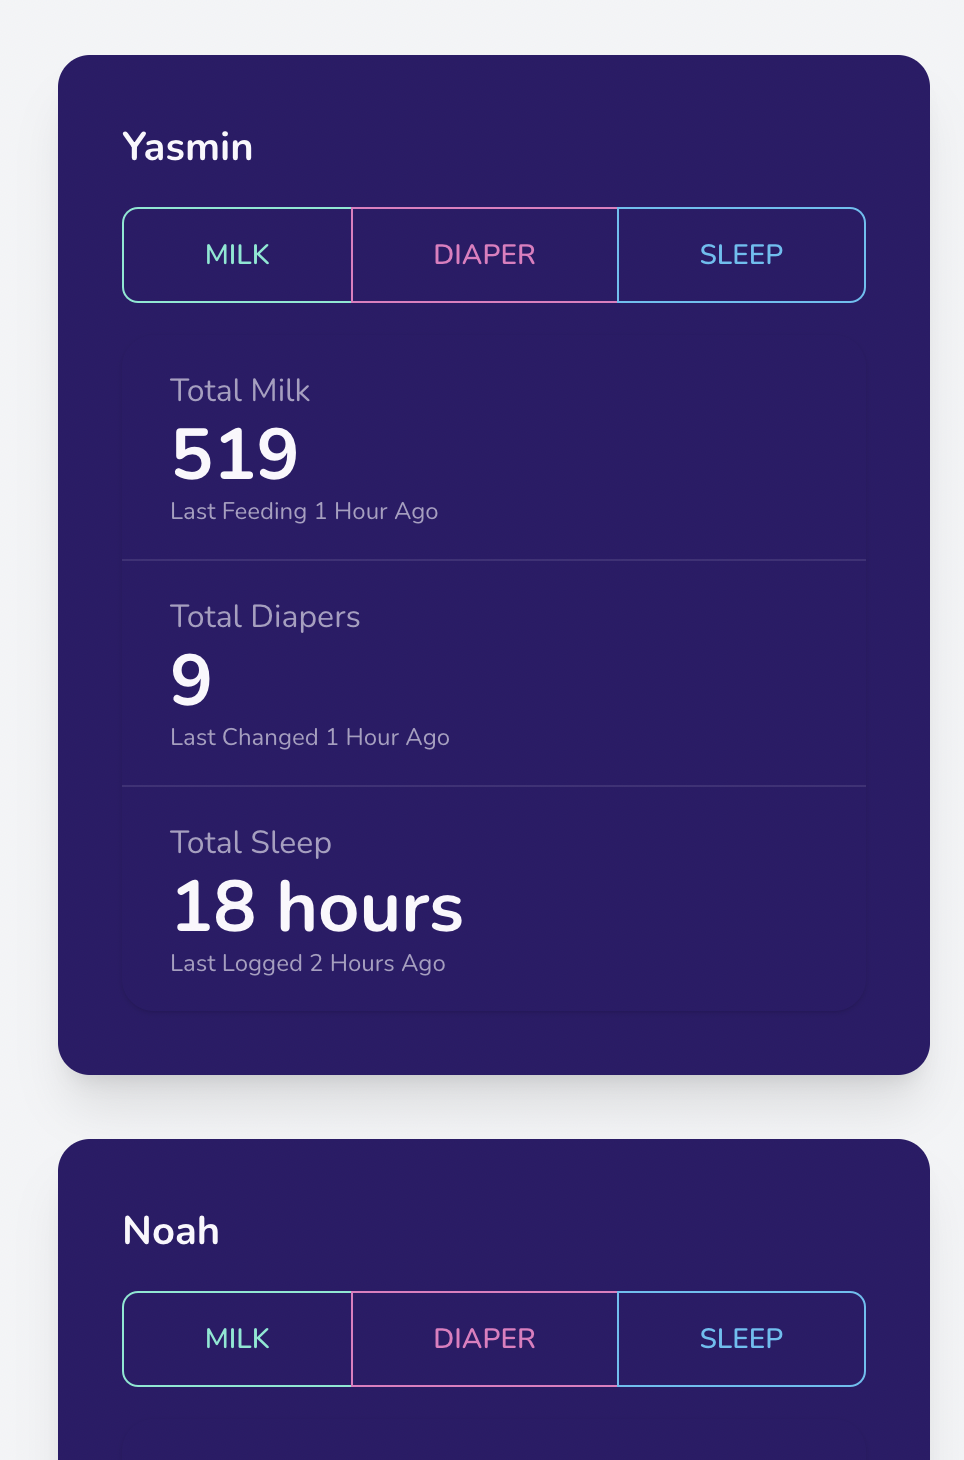 Yasmin
MILK DIAPER SLEEP
Total Milk
519
Last Feeding 1 Hour Ago
Total Diapers
9
Last Changed 1 Hour Ago
Total Sleep
18 hours
Last Logged 2 Hours Ago
Noah
MILK DIAPER SLEEP